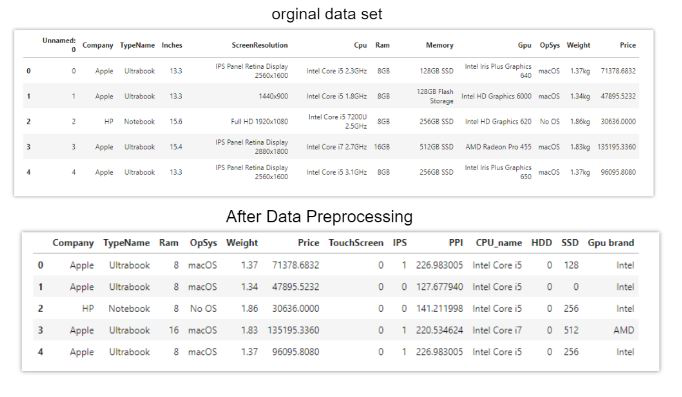 orginal data set
Unnamed: 0 Company TypeName Inches ScreenResolution Cpu Ram Memory Gpu OpSys Weight Price
0 0 Apple Ultrabook 13.3 IPS Panel Retina Display 2560x1600 Intel Core i5 2.3GHz 8GB 128GB SSD Intel Iris Plus Graphics 640 macOS 1.37kg 71378.6832
1 1 Apple Ultrabook 13.3 1440x900 Intel Core i5 1.8GHz 8GB 128GB Flash Storage Intel HD Graphics 6000 macOS 1.34kg 47895.5232
2 2 HP Notebook 15.6 Full HD 1920x1080 Intel Core i5 7200U 2.5GHz 8GB 256GB SSD Intel HD Graphics 620 No OS 1.86kg 30636.0000
3 3 Apple Ultrabook 15.4 IPS Panel Retina Display 2880x1800 Intel Core i7 2.7GHz 16GB 512GB SSD AMD Radeon Pro 455 macOS 1.83kg 135195.3360
4 4 Apple Ultrabook 13.3 IPS Panel Retina Display 2560x1600 Intel Core i5 3.1GHz 8GB 256GB SSD Intel Iris Plus Graphics 650 macOS 1.37kg 96095.8080
After Data Preprocessing
Company TypeName Ram OpSys Weight Price TouchScreen IPS PPI CPU_name HDD SSD Gpu brand
0 Apple Ultrabook 8 macOS 1.37 71378.6832 0 1 226.983005 Intel Core i5 0 128 Intel
1 Apple Ultrabook 8 macOS 1.34 47895.5232 0 0 127.677940 Intel Core i5 0 0 Intel
2 HP Notebook 8 No OS 1.86 30636.0000 0 0 141.211998 Intel Core i5 0 256 Intel
3 Apple Ultrabook 16 macOS 1.83 135195.3360 0 1 220.534624 Intel Core i7 0 512 AMD
4 Apple Ultrabook 8 macOS 1.37 96095.8080 0 1 226.983005 Intel Core i5 0 256 Intel